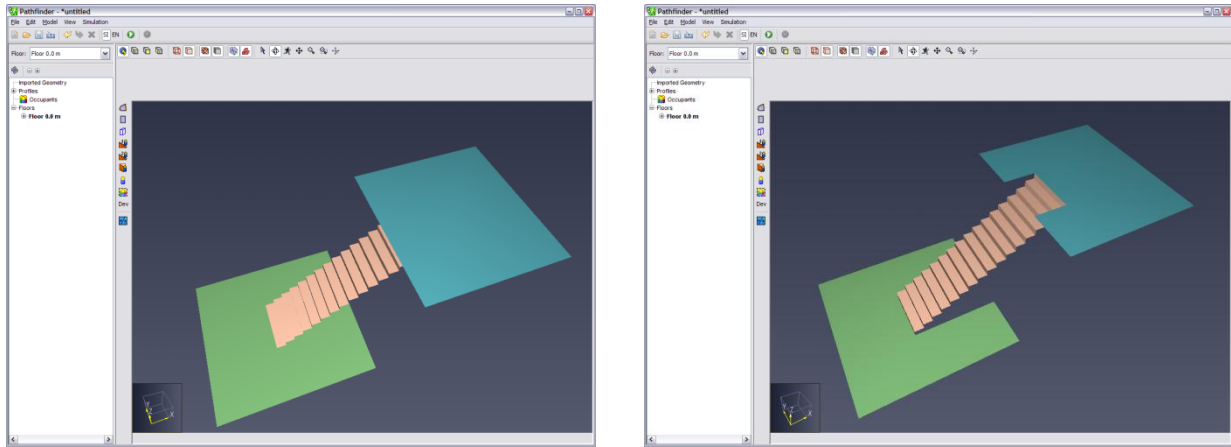 Pathfinder - *untitled
File Edit Model View Simulation
EN
Floor: Floor 0.0 m
Imported Geometry
Profiles
Occupants
Floors
Floor 0.0 m
Dev
Y
Z
X
Pathfinder - *untitled
File Edit Model View Simulation
EN
Floor: Floor 0.0 m
Imported Geometry
Profiles
Occupants
Floors
Floor 0.0 m
Dev
Y
Z
X